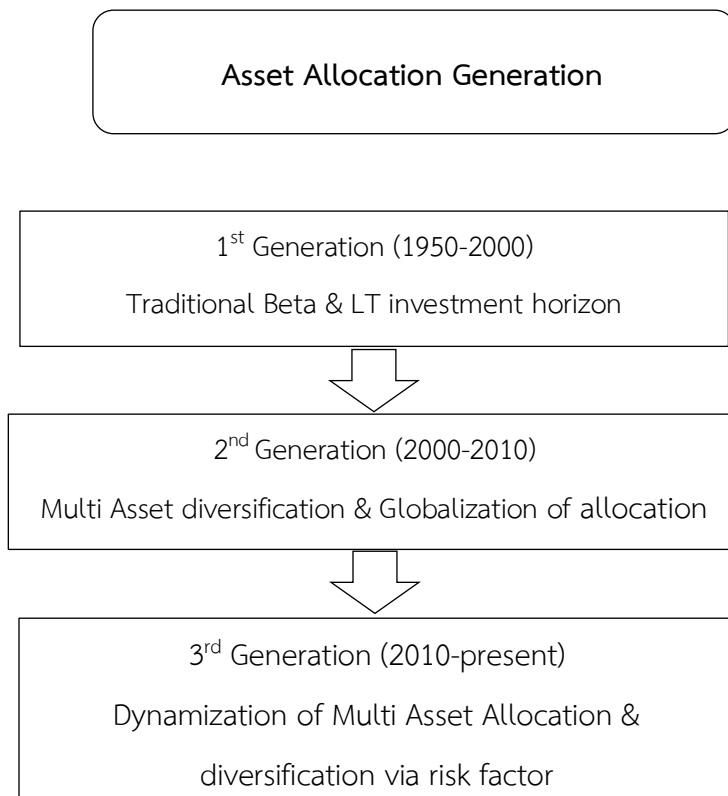 Asset Allocation Generation
1st Generation (1950-2000)
Traditional Beta & LT investment horizon
2nd Generation (2000-2010)
Multi Asset diversification & Globalization of allocation
3rd Generation (2010-present)
Dynamization of Multi Asset Allocation &
diversification via risk factor